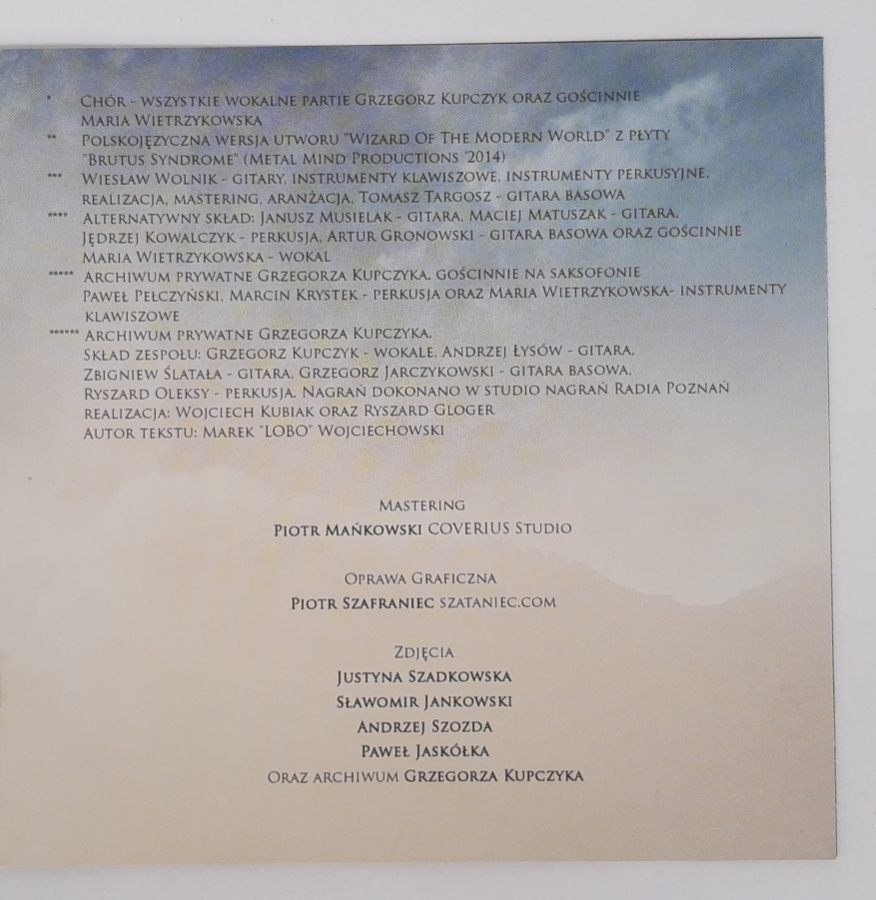 * Chór - wszystkie wokalne partie Grzegorz Kupczyk oraz gościnnie
Maria Wietrzykowska
** Polskojęzyczna wersja utworu "Wizard Of The Modern World" z płyty
"Brutus Syndrome" (Metal Mind Productions '2014)
*** Wiesław Wolnik - gitary, instrumenty klawiszowe, instrumenty perkusyjne,
realizacja, mastering, aranżacja, Tomasz Targosz - gitara basowa
**** Alternatywny skład: Janusz Musielak - gitara, Maciej Matuszak - gitara,
Jędrzej Kowalczyk - perkusja, Artur Gronowski - gitara basowa oraz gościnnie
Maria Wietrzykowska - wokal
***** Archiwum prywatne Grzegorza Kupczyka, gościnnie na saksofonie
Paweł Pełczyński, Marcin Krystek - perkusja oraz Maria Wietrzykowska- instrumenty
klawiszowe
****** Archiwum prywatne Grzegorza Kupczyka,
Skład zespołu: Grzegorz Kupczyk - wokale, Andrzej Łysów - gitara,
Zbigniew Ślatała - gitara, Grzegorz Jarczykowski - gitara basowa,
Ryszard Oleksy - perkusja, Nagrań dokonano w studio nagrań Radia Poznań
realizacja: Wojciech Kubiak oraz Ryszard Gloger
Autor tekstu: Marek "LOBO" Wojciechowski
Mastering
Piotr Mańkowski COVERIUS Studio
Oprawa Graficzna
Piotr Szafraniec szataniec.com
Zdjęcia
Justyna Szadkowska
Sławomir Jankowski
Andrzej Szozda
Paweł Jaskółka
Oraz archiwum Grzegorza Kupczyka